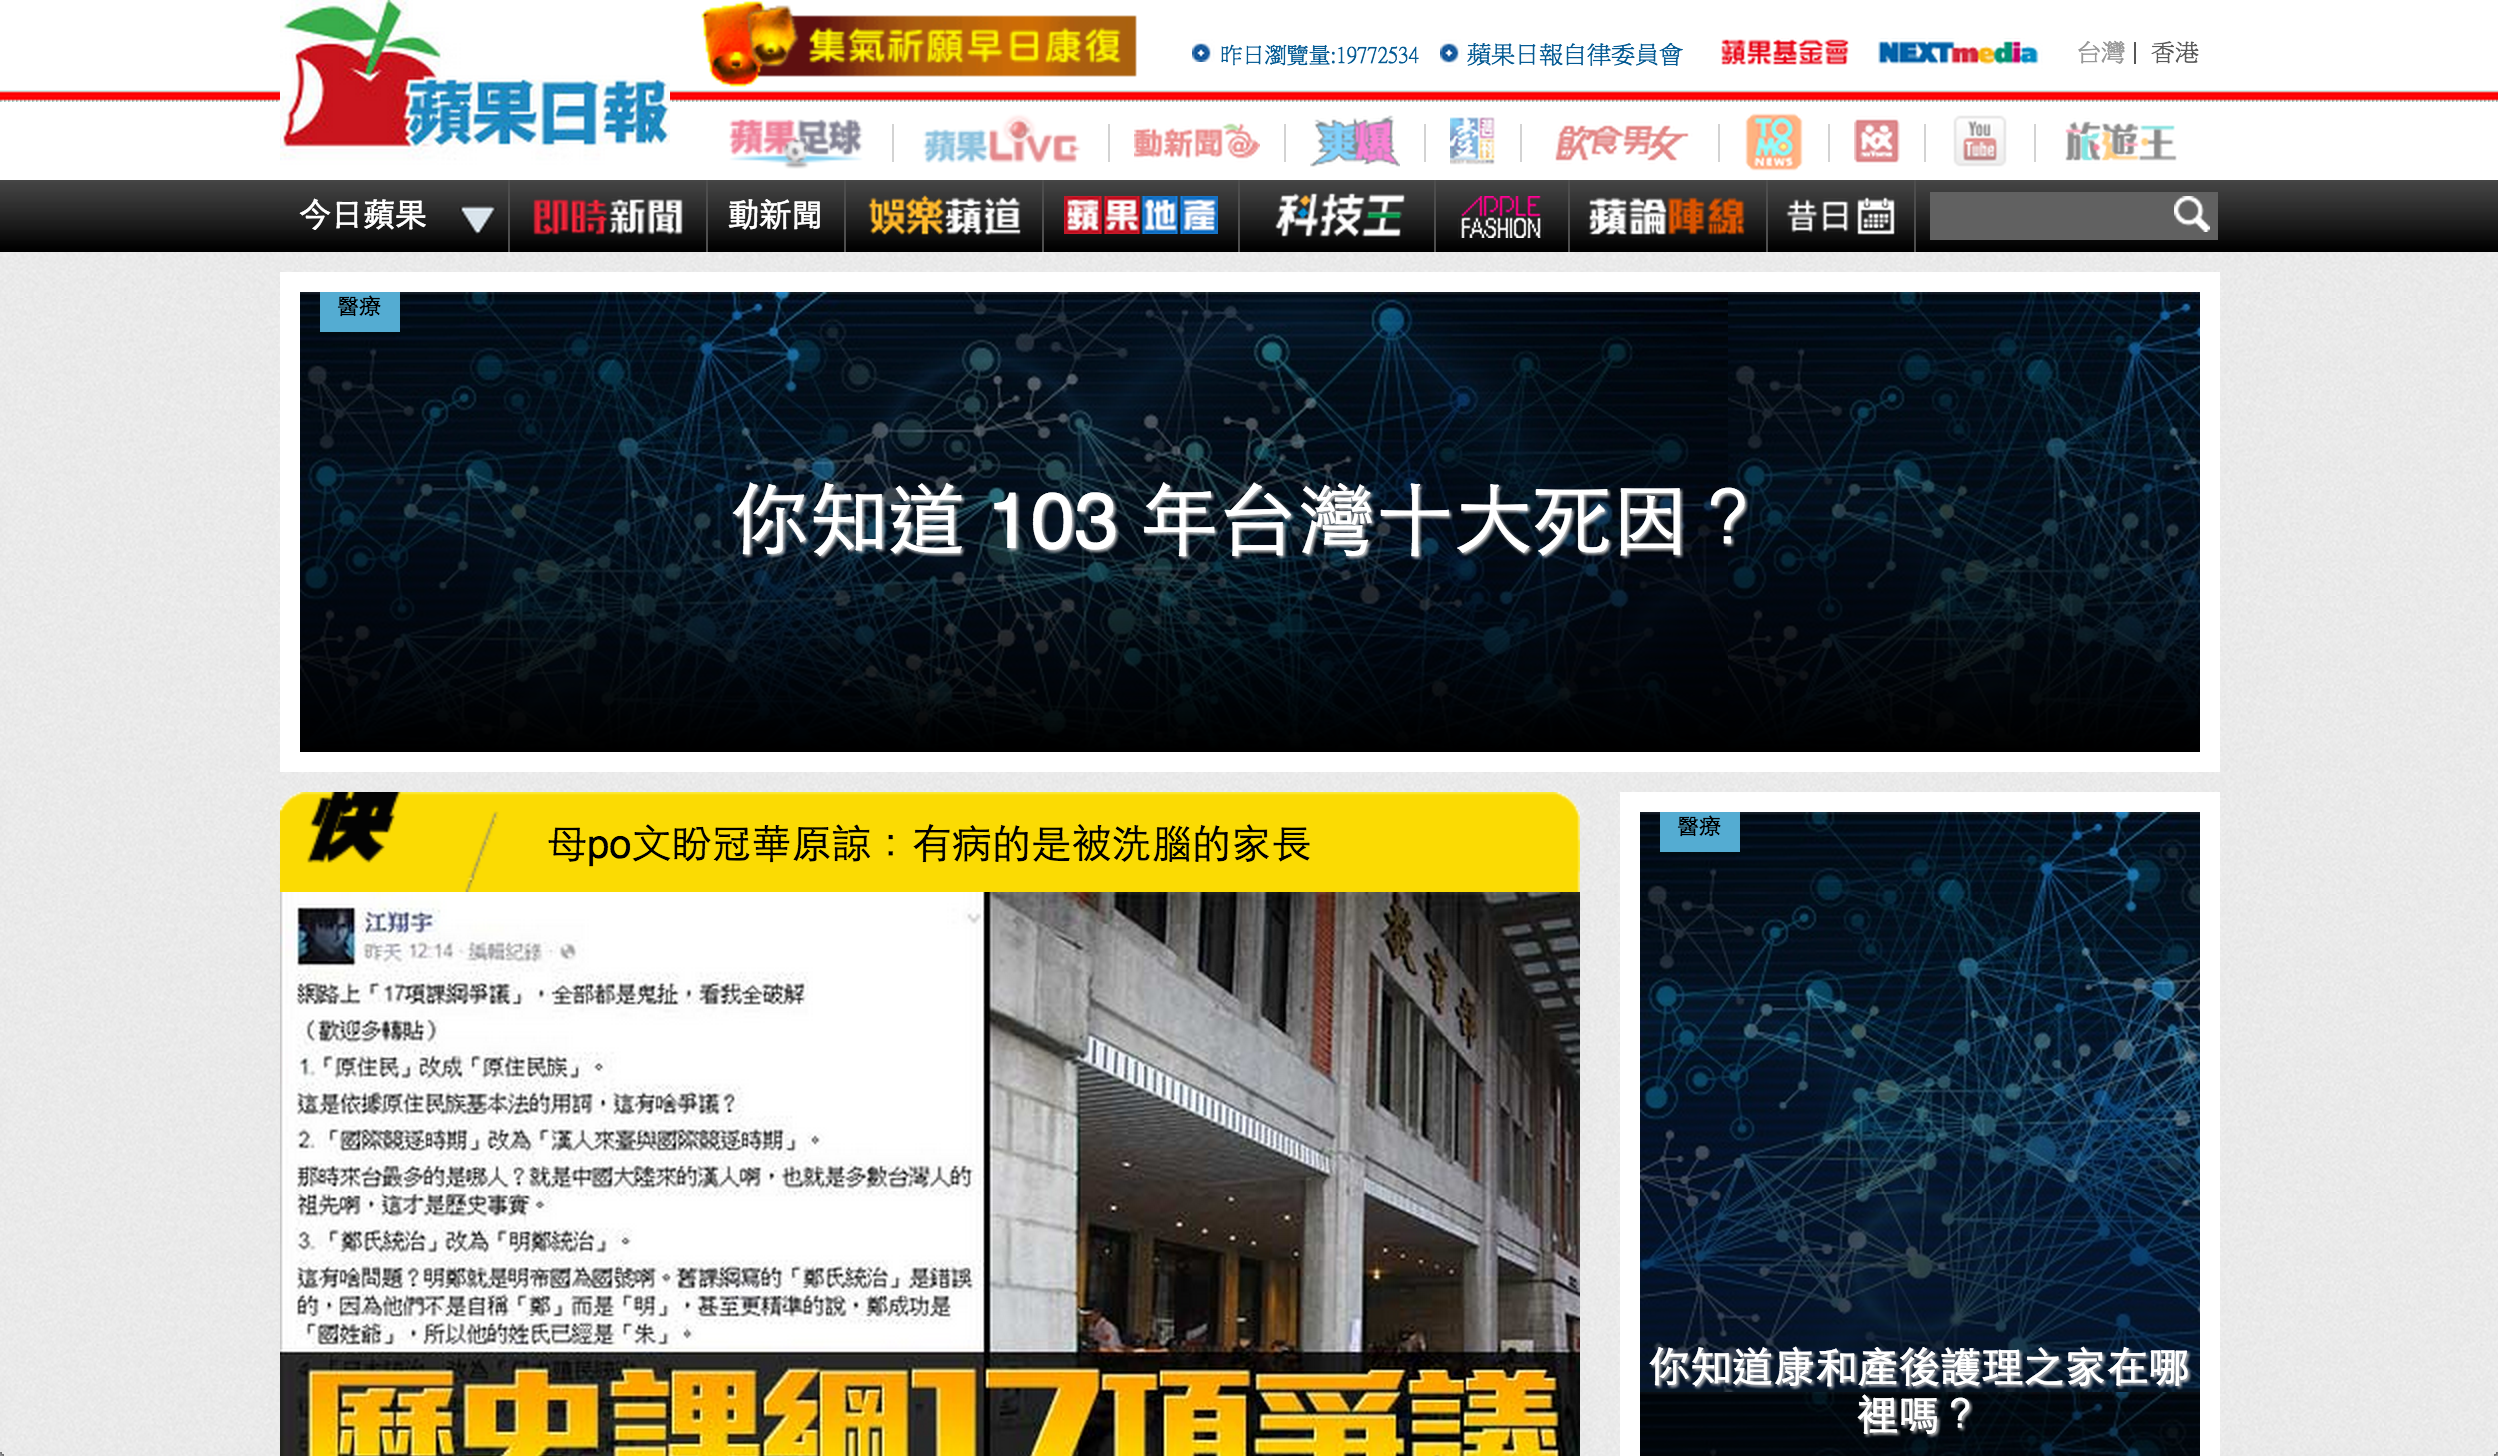 蘋果日報
集氣祈願早日康復
昨日瀏覽量:19772534
蘋果日報自律委員會
蘋果基金會
NEXTmedia
台灣 | 香港
蘋果足球
蘋果LIVE
動新聞
爽爆
飲食男女
TOMO NEWS
You Tube
旅遊王
今日蘋果
即時新聞
動新聞
娛樂蘋道
蘋果地產
科技王
APPLE FASHION
蘋論陣線
昔日
醫療
你知道 103 年台灣十大死因？
快
母po文盼冠華原諒：有病的是被洗腦的家長
江翔宇
昨天 12:14 · 編輯紀錄 ·
網路上「17項課綱爭議」，全部都是鬼扯，看我全破解
（歡迎多轉貼）
1.「原住民」改成「原住民族」。
這是依據原住民族基本法的用詞，這有啥爭議？
2.「國際競逐時期」改為「漢人來臺與國際競逐時期」。
那時來台最多的是哪人？就是中國大陸來的漢人啊，也就是多數台灣人的
祖先啊，這才是歷史事實。
3.「鄭氏統治」改為「明鄭統治」。
這有啥問題？明鄭就是明帝國為國號啊。舊課綱寫的「鄭氏統治」是錯誤
的，因為他們不是自稱「鄭」而是「明」，甚至更精準的說，鄭成功是
「國姓爺」，所以他的姓氏已經是「朱」。
教育部
歷史課綱17項爭議
醫療
你知道康和產後護理之家在哪
裡嗎？